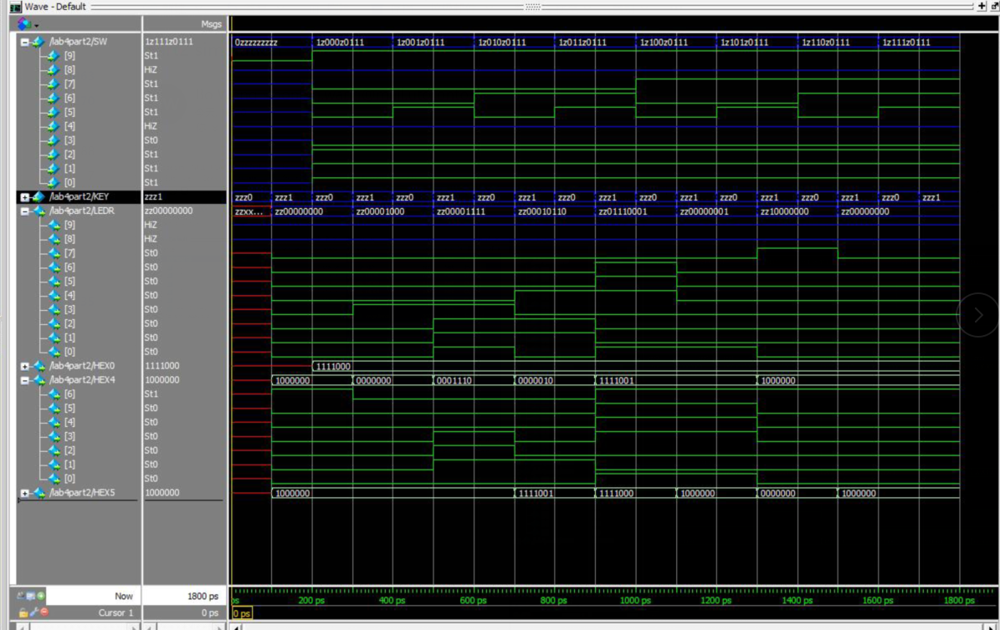 Wave - Default
Msgs
/lab4part2/SW 1z111z0111 0zzzzzzzzz 1z000z0111 1z001z0111 1z010z0111 1z011z0111 1z100z0111 1z101z0111 1z110z0111 1z111z0111
[9] St1
[8] HiZ
[7] St1
[6] St1
[5] St1
[4] HiZ
[3] St0
[2] St1
[1] St1
[0] St1
/lab4part2/KEY zzz1 zzz0 zzz1 zzz0 zzz1 zzz0 zzz1 zzz0 zzz1 zzz0 zzz1 zzz0 zzz1 zzz0 zzz1 zzz0 zzz1 zzz0 zzz1
/lab4part2/LEDR zz00000000 zzxx... zz00000000 zz00001000 zz00001111 zz00010110 zz01110001 zz00000001 zz10000000 zz00000000
[9] HiZ
[8] HiZ
[7] St0
[6] St0
[5] St0
[4] St0
[3] St0
[2] St0
[1] St0
[0] St0
/lab4part2/HEX0 1111000 1111000
/lab4part2/HEX4 1000000 1000000 0000000 0001110 0000010 1111001 1000000
[6] St1
[5] St0
[4] St0
[3] St0
[2] St0
[1] St0
[0] St0
/lab4part2/HEX5 1000000 1000000 1111001 1111000 1000000 0000000 1000000
Now 1800 ps ps 200 ps 400 ps 600 ps 800 ps 1000 ps 1200 ps 1400 ps 1600 ps 1800 ps
Cursor 1 0 ps 0 ps